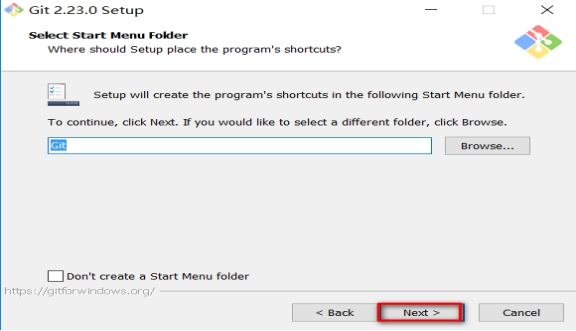 Git 2.23.0 Setup
Select Start Menu Folder
Where should Setup place the program's shortcuts?
Setup will create the program's shortcuts in the following Start Menu folder.
To continue, click Next. If you would like to select a different folder, click Browse.
Git
Browse...
Don't create a Start Menu folder
https://gitforwindows.org/
< Back
Next >
Cancel